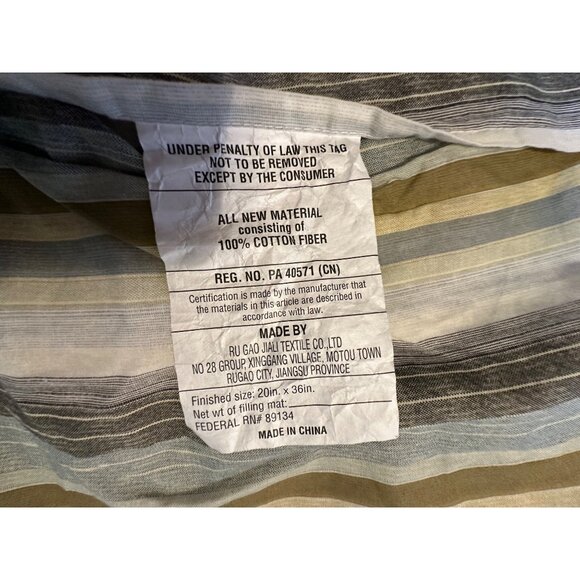 UNDER PENALTY OF LAW THIS TAG
NOT TO BE REMOVED
EXCEPT BY THE CONSUMER
ALL NEW MATERIAL
consisting of
100% COTTON FIBER
REG. NO. PA 40571 (CN)
Certification is made by the manufacturer that
the materials in this article are described in
accordance with law.
MADE BY
RU GAO JIALI TEXTILE CO.,LTD
NO 28 GROUP, XINGGANG VILLAGE, MOTOU TOWN
RUGAO CITY, JIANGSU PROVINCE
Finished size: 20in. x 36in.
Net wt of filling mat:
FEDERAL RN# 89134
MADE IN CHINA